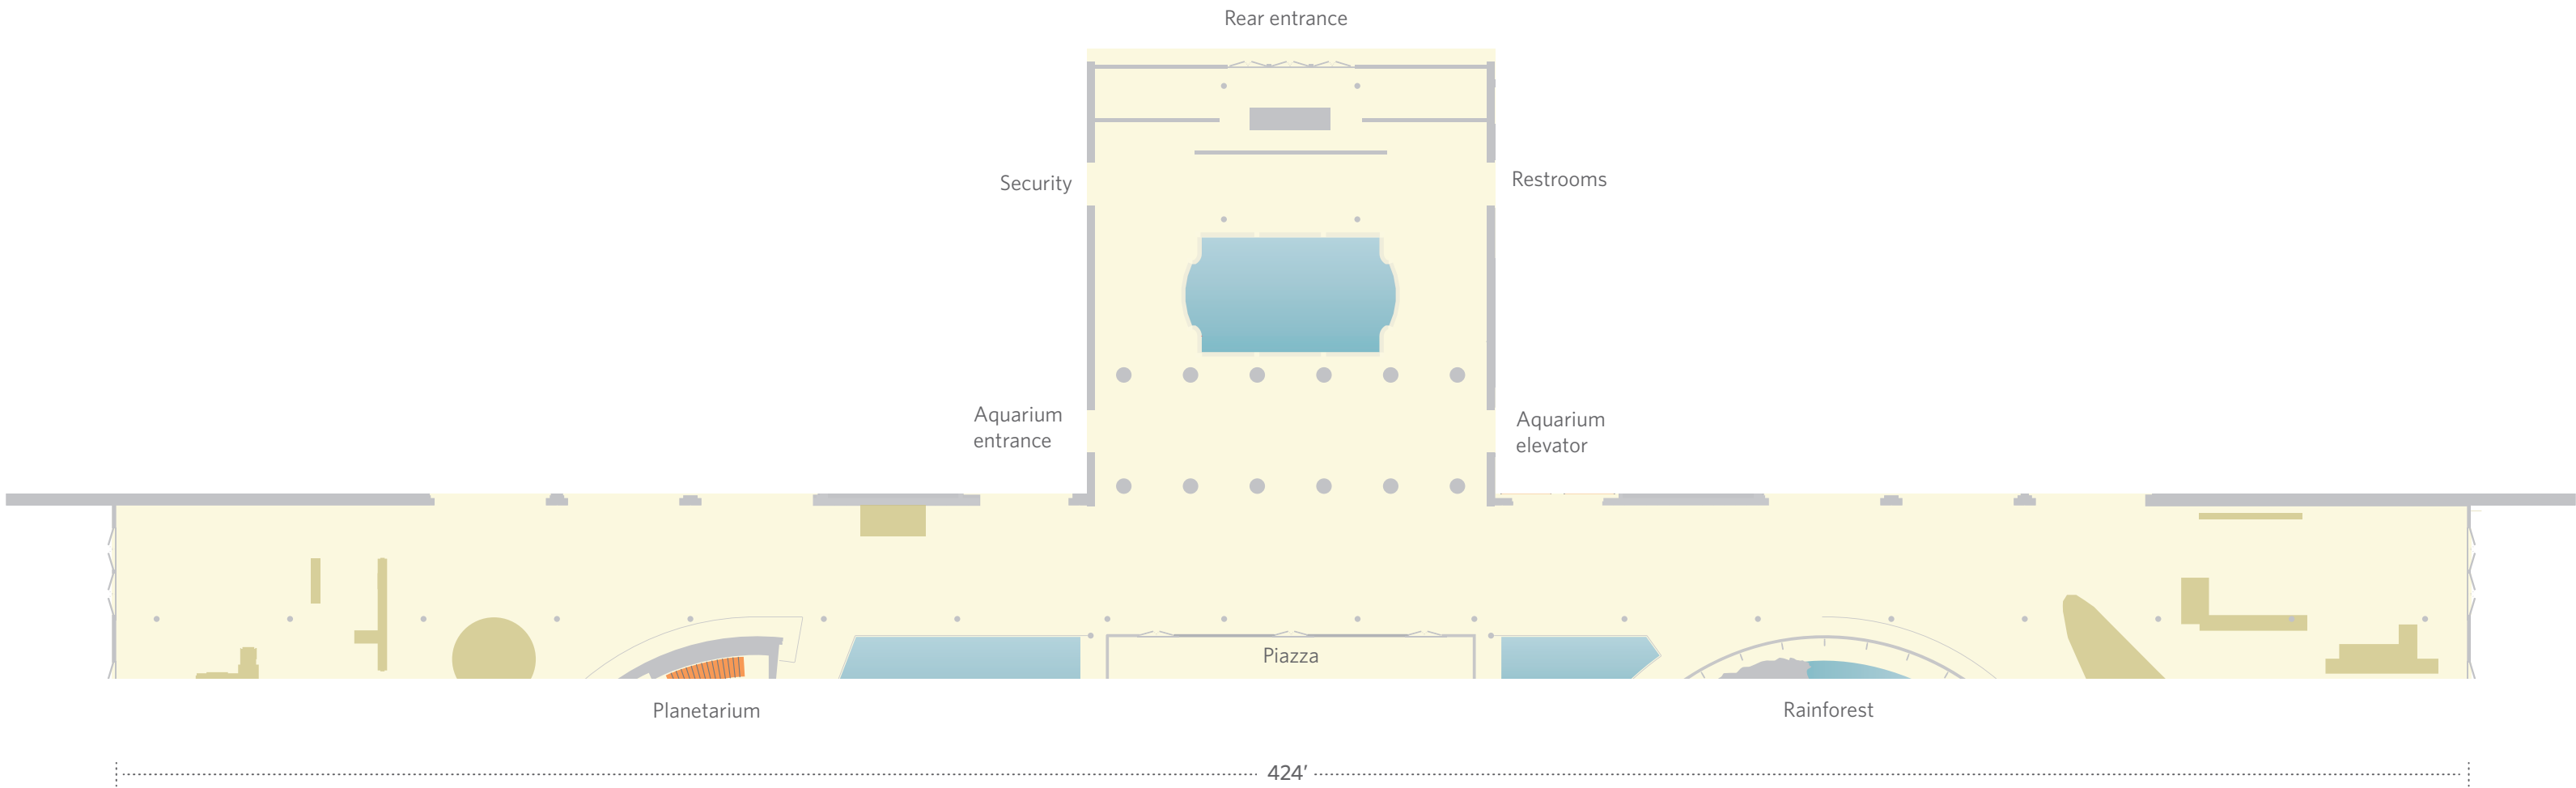 Rear entrance
Security
Restrooms
Aquarium
entrance
Aquarium
elevator
Piazza
Planetarium
Rainforest
424′